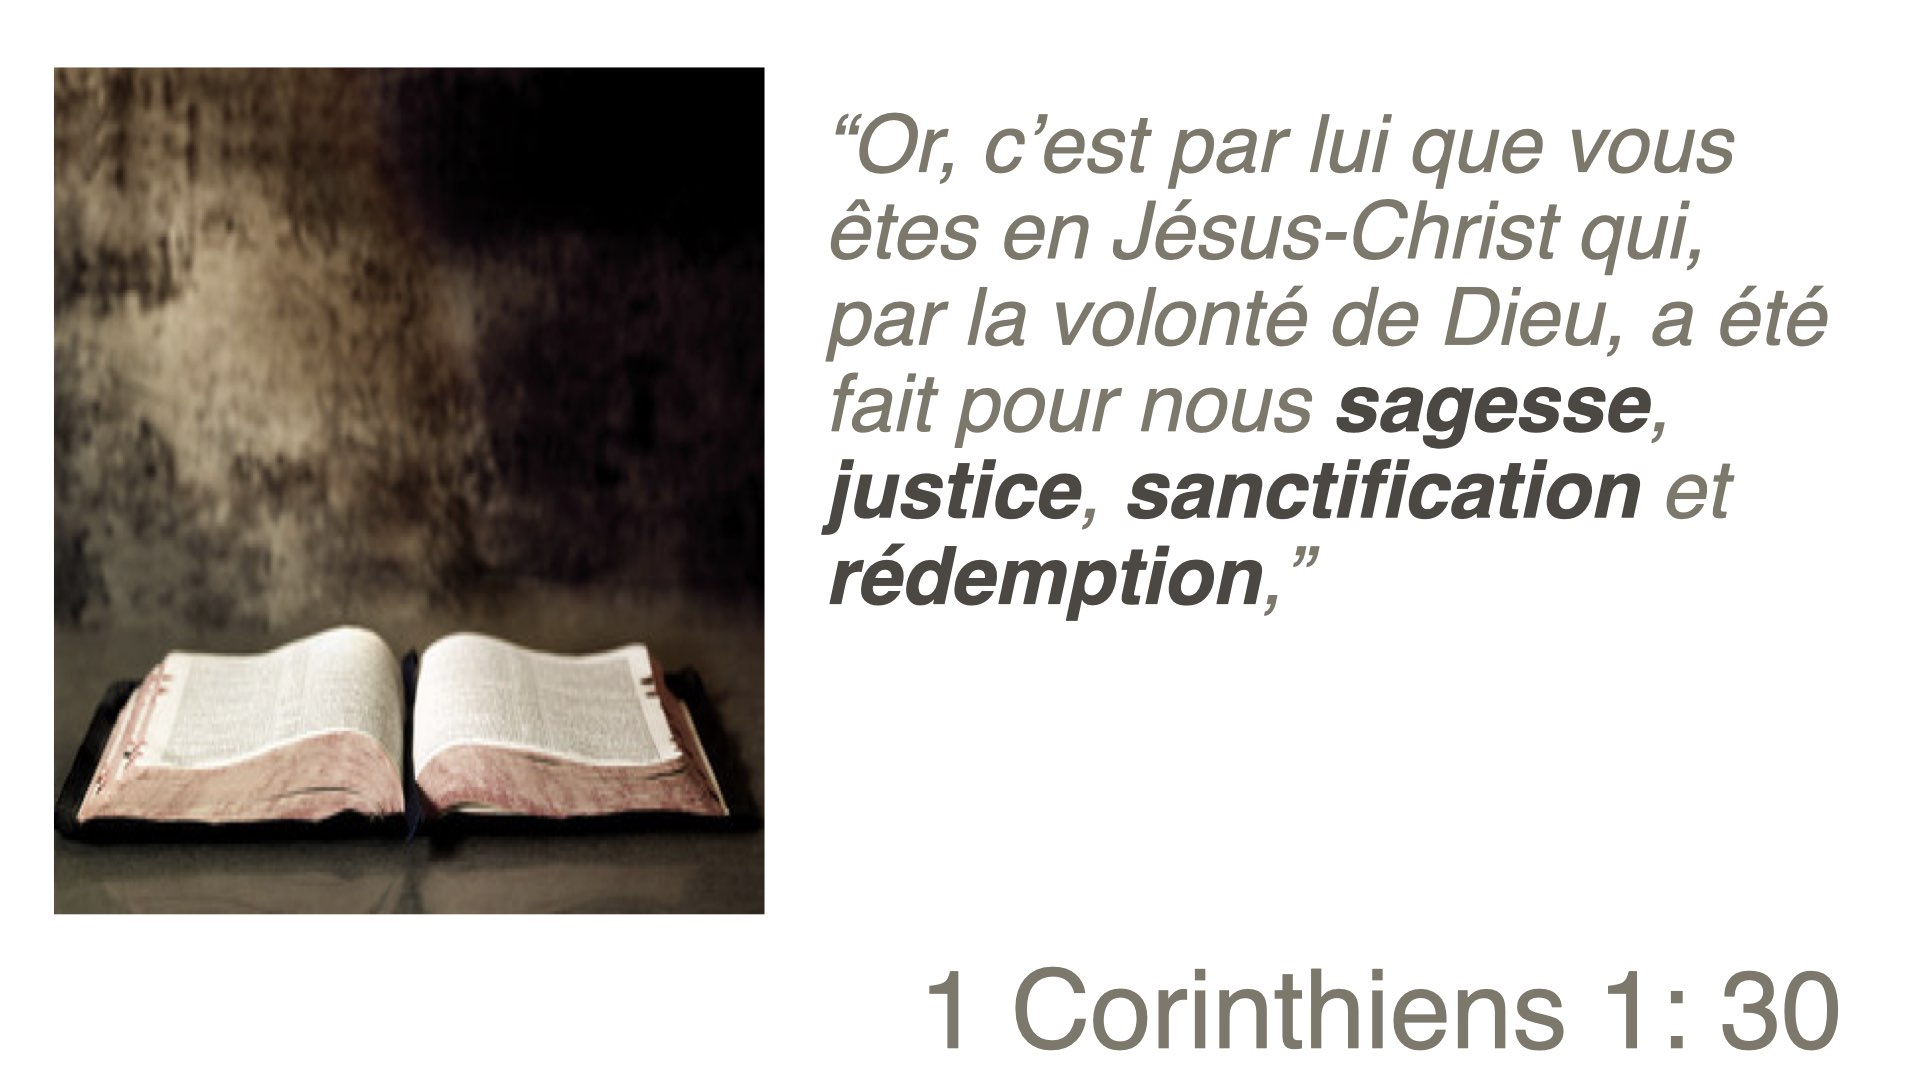 “Or, c’est par lui que vous
êtes en Jésus-Christ qui,
par la volonté de Dieu, a été
fait pour nous sagesse,
justice, sanctification et
rédemption,”
1 Corinthiens 1: 30